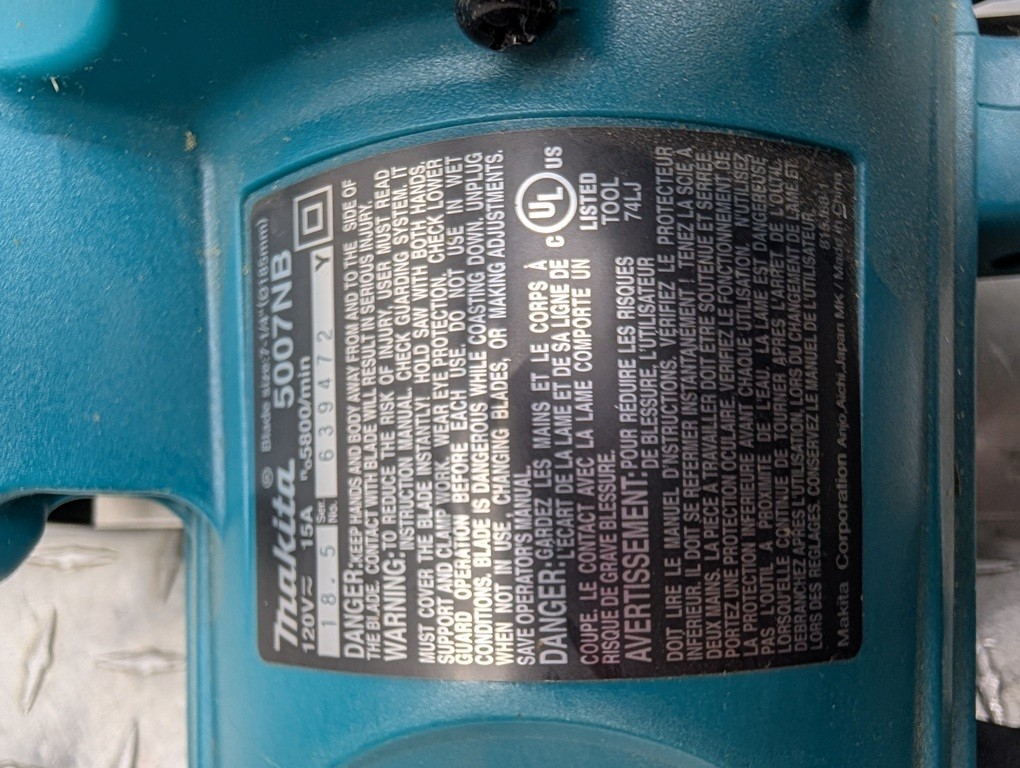 Makita ® Blade size:7-1/4"(∅185mm)
5007NB
120V≂ 15A n₀5800/min
18.5 Ser. No. 639472 Y
DANGER:KEEP HANDS AND BODY AWAY FROM AND TO THE SIDE OF
THE BLADE. CONTACT WITH BLADE WILL RESULT IN SERIOUS INJURY.
WARNING:TO REDUCE THE RISK OF INJURY, USER MUST READ
INSTRUCTION MANUAL. CHECK GUARDING SYSTEM. IT
MUST COVER THE BLADE INSTANTLY! HOLD SAW WITH BOTH HANDS.
SUPPORT AND CLAMP WORK. WEAR EYE PROTECTION. CHECK LOWER
GUARD OPERATION BEFORE EACH USE. DO NOT USE IN WET
CONDITIONS. BLADE IS DANGEROUS WHILE COASTING DOWN. UNPLUG
WHEN NOT IN USE, CHANGING BLADES, OR MAKING ADJUSTMENTS.
SAVE OPERATOR'S MANUAL.
DANGER:GARDEZ LES MAINS ET LE CORPS À
L'ÉCART DE LA LAME ET DE SA LIGNE DE
COUPE. LE CONTACT AVEC LA LAME COMPORTE UN
RISQUE DE GRAVE BLESSURE.
C UL US
LISTED
TOOL
74LJ
AVERTISSEMENT:POUR RÉDUIRE LES RISQUES
DE BLESSURE, L'UTILISATEUR
DOIT LIRE LE MANUEL D'INSTRUCTIONS. VÉRIFIEZ LE PROTECTEUR
INFÉRIEUR. IL DOIT SE REFERMER INSTANTANÉMENT ! TENEZ LA SCIE À
DEUX MAINS. LA PIÈCE À TRAVAILLER DOIT ÊTRE SOUTENUE ET SERRÉE.
PORTEZ UNE PROTECTION OCULAIRE. VÉRIFIEZ LE FONCTIONNEMENT DE
LA PROTECTION INFÉRIEURE AVANT CHAQUE UTILISATION. N'UTILISEZ
PAS L'OUTIL À PROXIMITÉ DE L'EAU. LA LAME EST DANGEREUSE
LORSQU'ELLE CONTINUE DE TOURNER APRÈS L'ARRÊT DE L'OUTIL.
DÉBRANCHEZ APRÈS L'UTILISATION, LORS DU CHANGEMENT DE LAME ET
LORS DES RÉGLAGES. CONSERVEZ LE MANUEL DE L'UTILISATEUR.
Makita Corporation Anjo,Aichi,Japan MK / Made in China